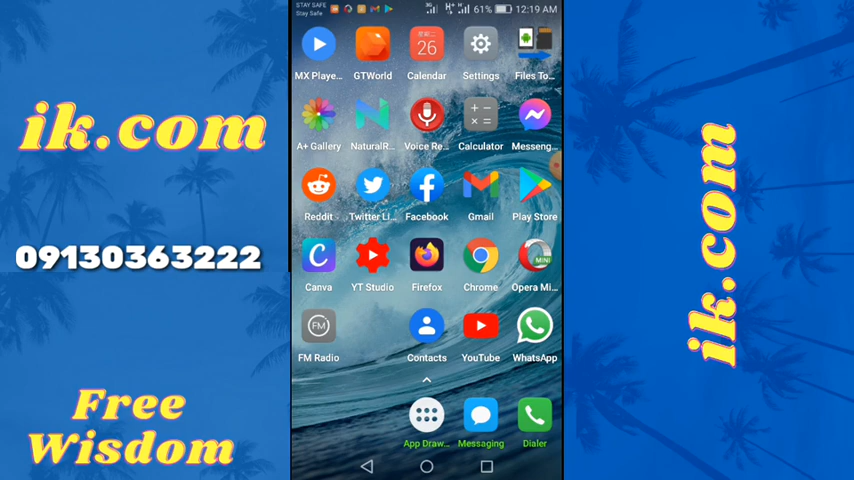 ik.com
09130363222
Free
Wisdom
STAY SAFE
Stay Safe
3G
H
61%
12:19 AM
26
MX Playe...
GTWorld
Calendar
Settings
Files To...
A+ Gallery
NaturalR...
Voice Re...
Calculator
Messeng...
Reddit
Twitter Li...
Facebook
Gmail
Play Store
Canva
YT Studio
Firefox
Chrome
MINI
Opera Mi...
FM
FM Radio
Contacts
YouTube
WhatsApp
App Draw...
Messaging
Dialer
ik.com